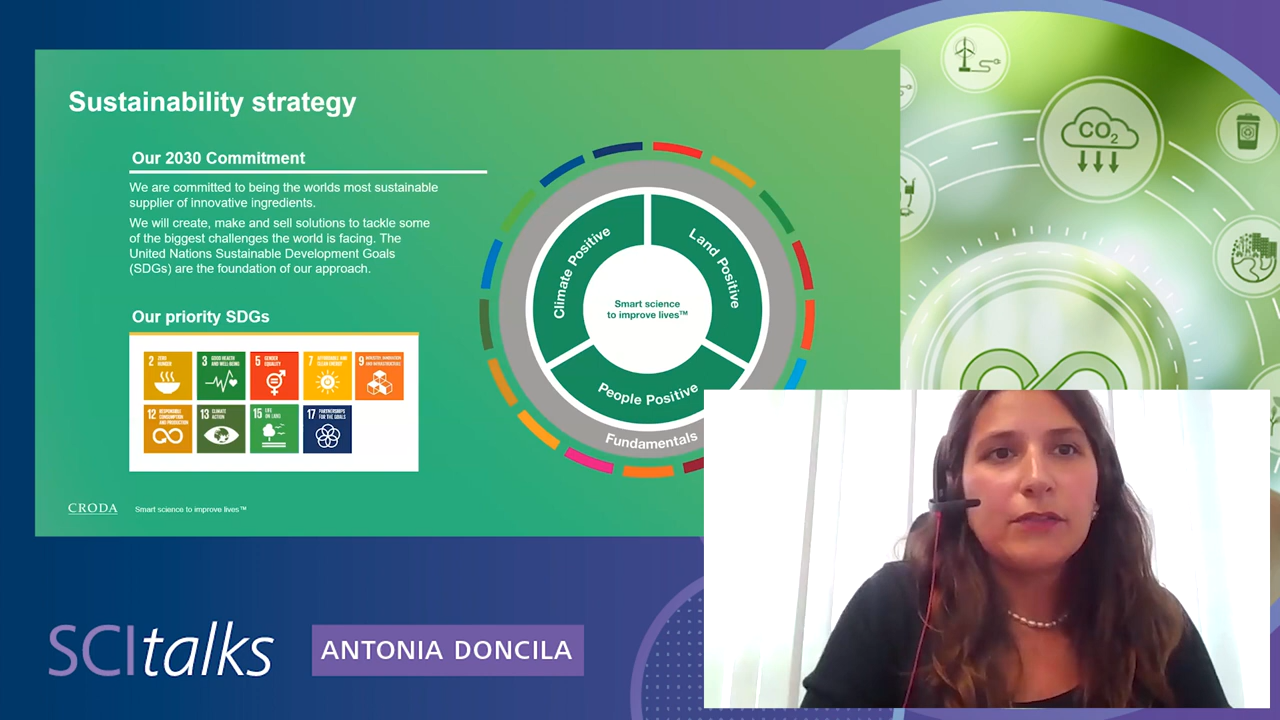 Sustainability strategy
Our 2030 Commitment
We are committed to being the worlds most sustainable
supplier of innovative ingredients.
We will create, make and sell solutions to tackle some
of the biggest challenges the world is facing. The
United Nations Sustainable Development Goals
(SDGs) are the foundation of our approach.
Our priority SDGs
2 ZERO
HUNGER
3 GOOD HEALTH
AND WELL-BEING
5 GENDER
EQUALITY
7 AFFORDABLE AND
CLEAN ENERGY
9 INDUSTRY, INNOVATION
AND INFRASTRUCTURE
12 RESPONSIBLE
CONSUMPTION
AND PRODUCTION
13 CLIMATE
ACTION
15 LIFE
ON LAND
17 PARTNERSHIPS
FOR THE GOALS
Climate Positive
Land Positive
Smart science
to improve lives™
People Positive
Fundamentals
CRODA
Smart science to improve lives™
CO2
SCItalks
ANTONIA DONCILA